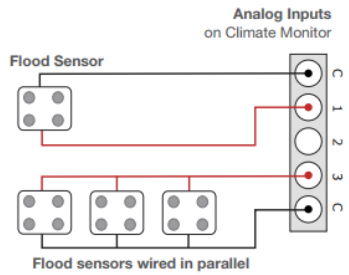 Analog Inputs
on Climate Monitor
Flood Sensor
C
1
2
3
C
Flood sensors wired in parallel